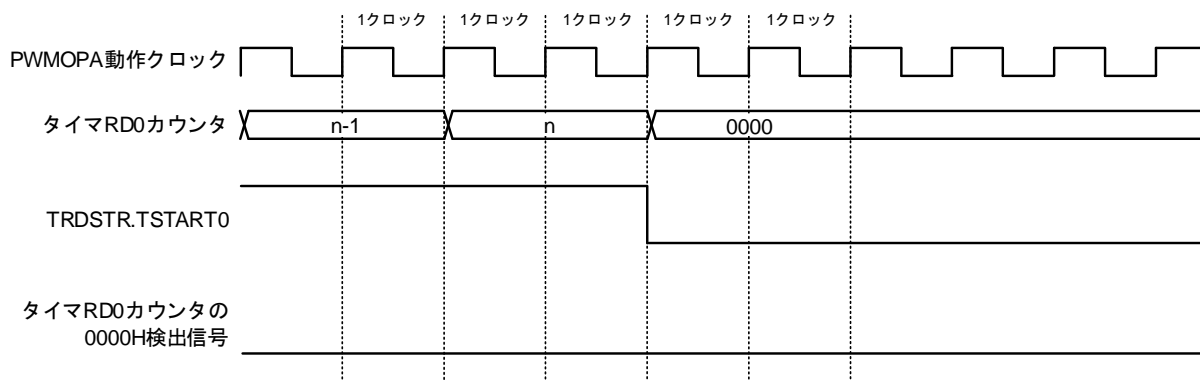 1クロック 1クロック 1クロック 1クロック 1クロック
PWMOPA動作クロック
タイマRD0カウンタ n-1 n 0000
TRDSTR.TSTART0
タイマRD0カウンタの
0000H検出信号